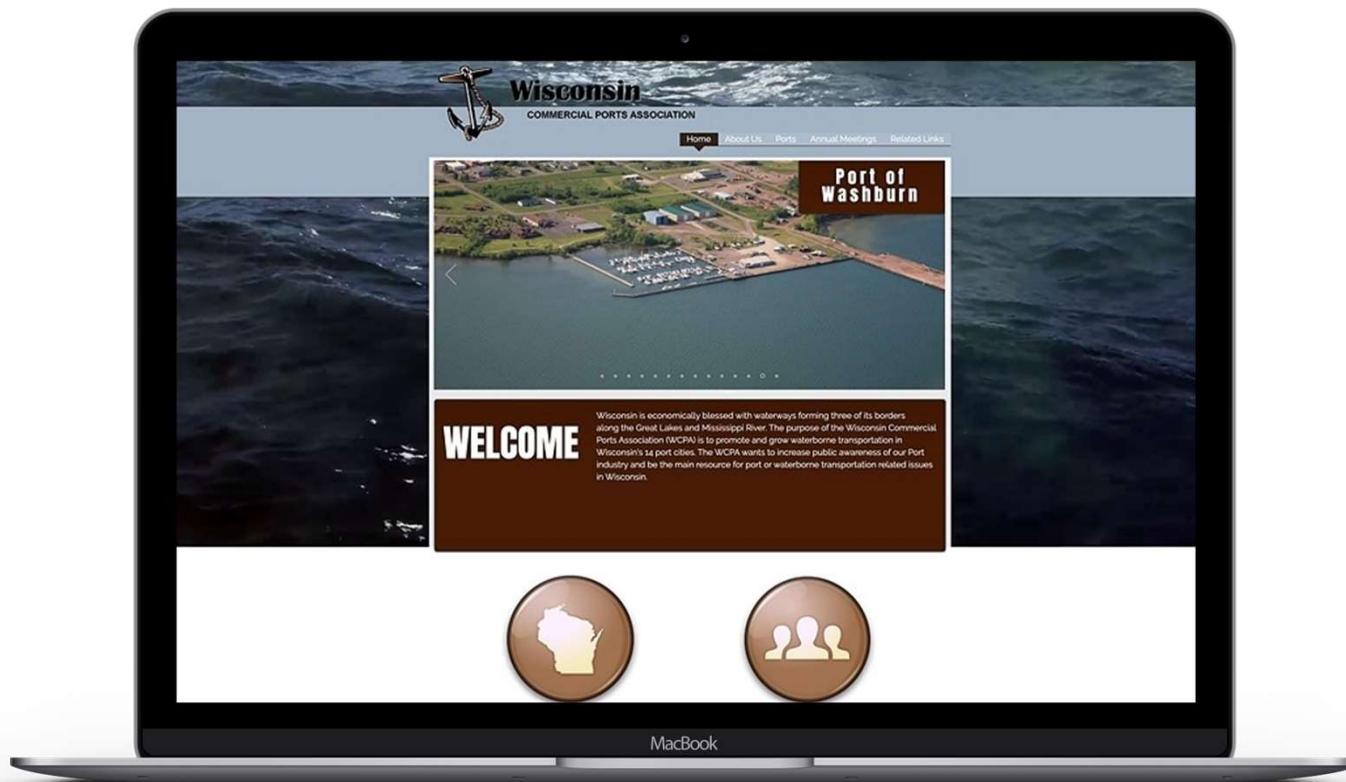 Wisconsin
COMMERCIAL PORTS ASSOCIATION
Home About Us Ports Annual Meetings Related Links
Port of
Washburn
WELCOME
Wisconsin is economically blessed with waterways forming three of its borders
along the Great Lakes and Mississippi River. The purpose of the Wisconsin Commercial
Ports Association (WCPA) is to promote and grow waterborne transportation in
Wisconsin's 14 port cities. The WCPA wants to increase public awareness of our Port
industry and be the main resource for port or waterborne transportation related issues
in Wisconsin.
MacBook